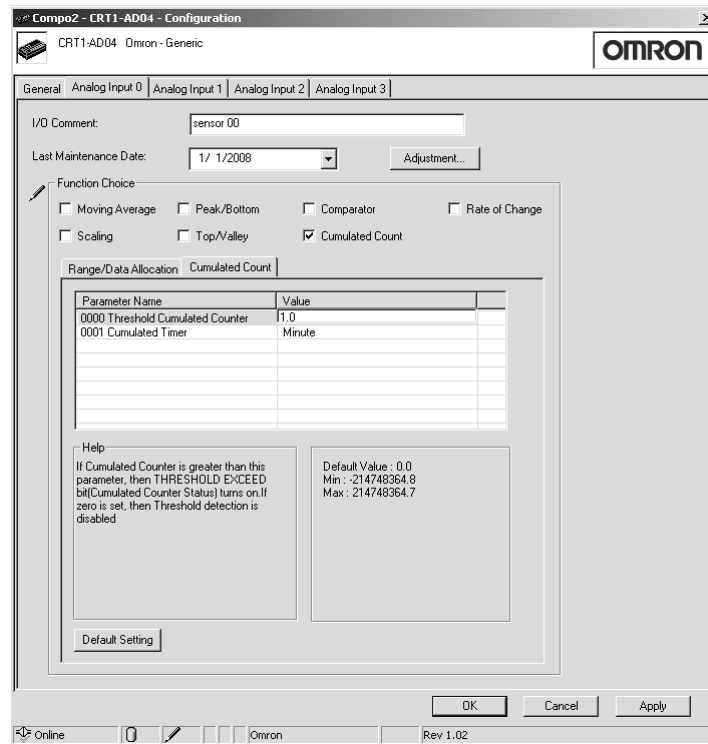 Compo2 - CRT1-AD04 - Configuration
CRT1-AD04 Omron - Generic
OMRON
General Analog Input 0 Analog Input 1 Analog Input 2 Analog Input 3
I/O Comment: sensor 00
Last Maintenance Date: 1/ 1/2008 Adjustment...
Function Choice
Moving Average Peak/Bottom Comparator Rate of Change
Scaling Top/Valley Cumulated Count
Range/Data Allocation Cumulated Count
Parameter Name Value
0000 Threshold Cumulated Counter 1.0
0001 Cumulated Timer Minute
Help
If Cumulated Counter is greater than this
parameter, then THRESHOLD EXCEED
bit(Cumulated Counter Status) turns on.If
zero is set, then Threshold detection is
disabled
Default Value : 0.0
Min : -214748364.8
Max : 214748364.7
Default Setting
OK Cancel Apply
Online Omron Rev 1.02